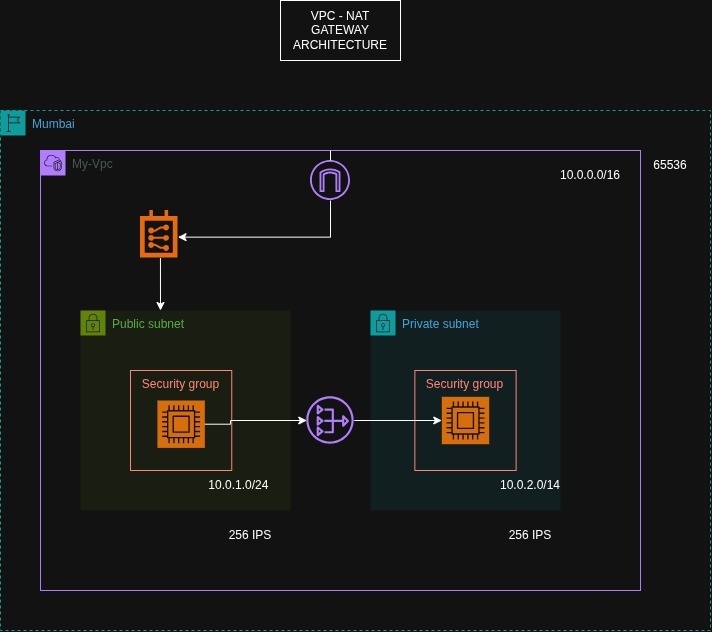 VPC - NAT
GATEWAY
ARCHITECTURE
Mumbai
My-Vpc
10.0.0.0/16
65536
Public subnet
Private subnet
Security group
Security group
10.0.1.0/24
10.0.2.0/14
256 IPS
256 IPS